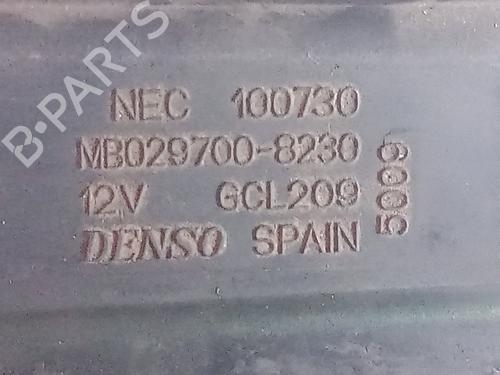 B-PARTS
NEC 100730
MB029700-8230
12V GCL209
DENSO SPAIN
5009